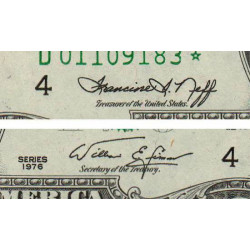 D 01109183 ★
4 Francine I. Neff
Treasurer of the United States.
SERIES
1976
William E. Simon
4
Secretary of the Treasury.